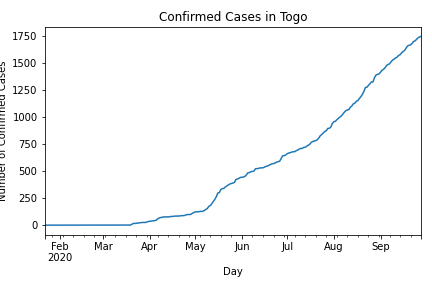 Confirmed Cases in Togo
Number of Confirmed Cases
1750
1500
1250
1000
750
500
250
0
Feb Mar Apr May Jun Jul Aug Sep
2020
Day